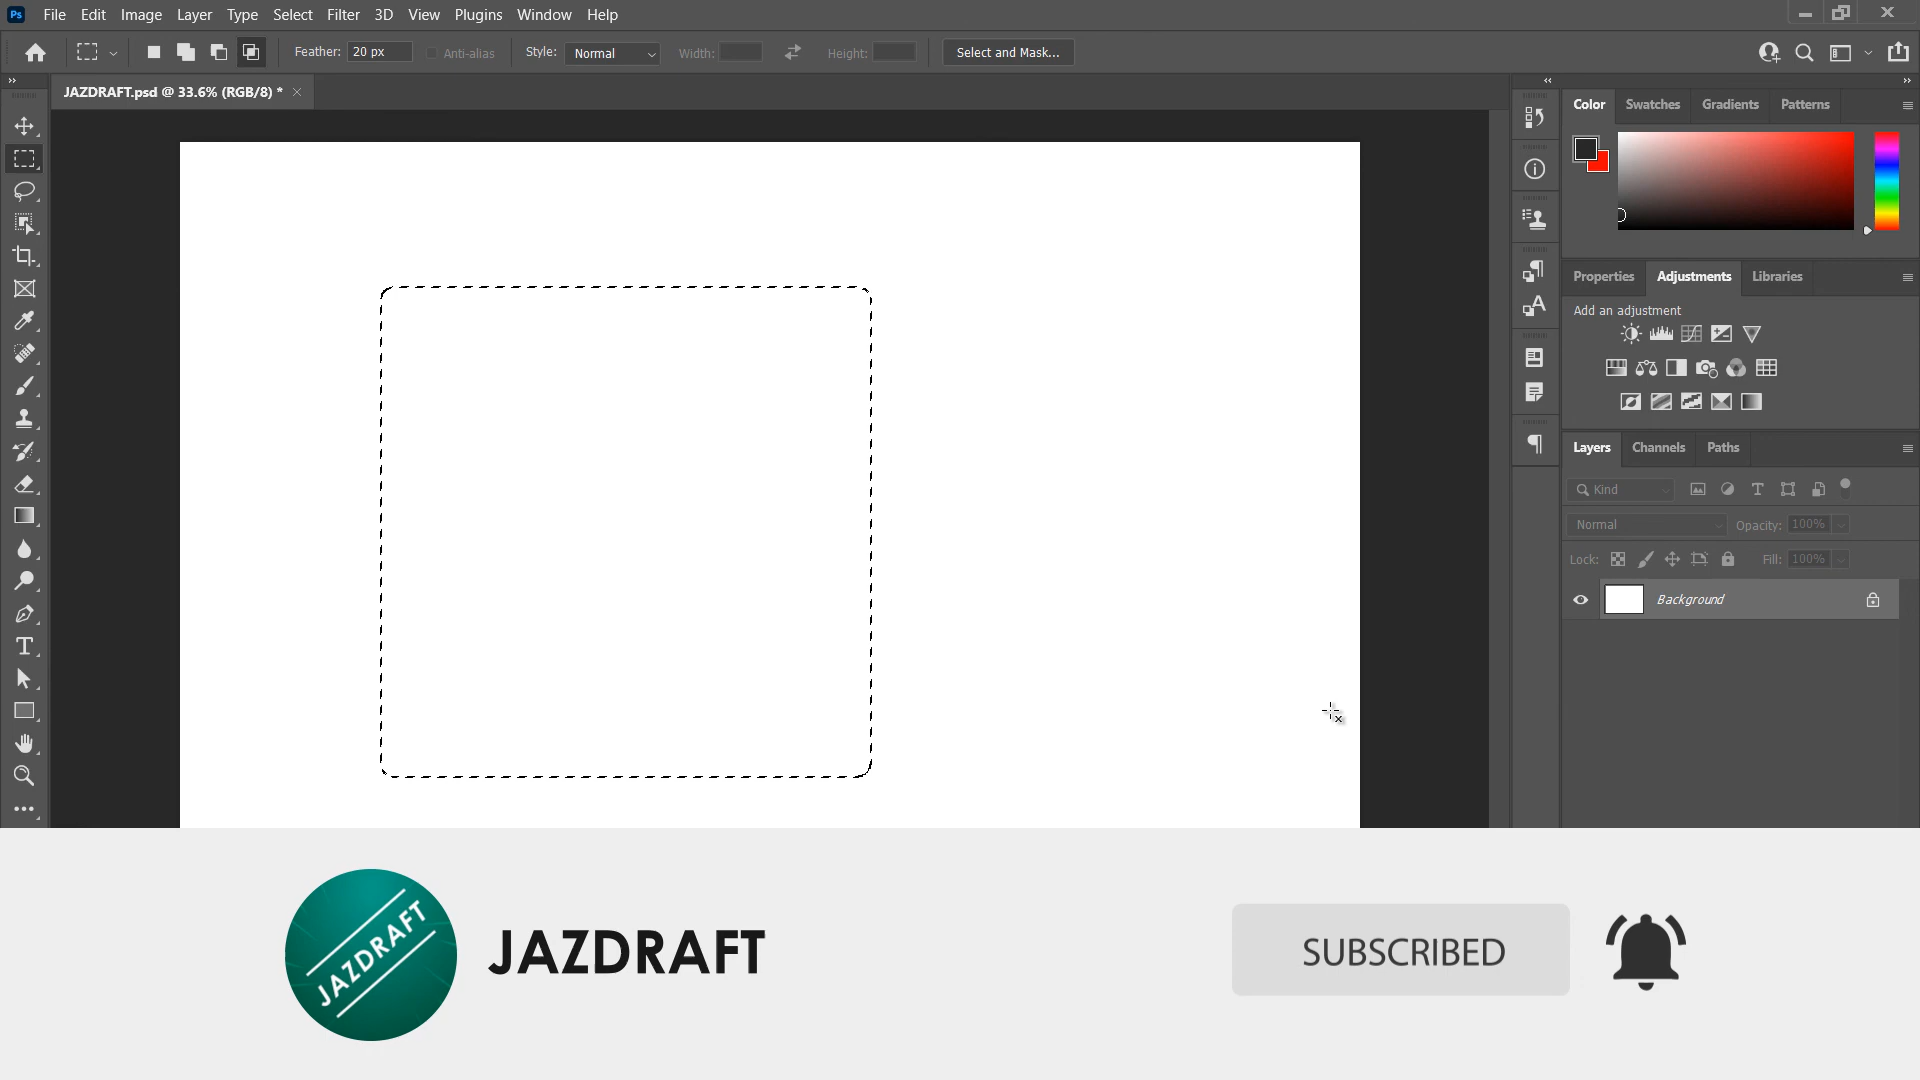 Ps File Edit Image Layer Type Select Filter 3D View Plugins Window Help
Feather: 20 px Anti-alias Style: Normal Width: Height: Select and Mask...
JAZDRAFT.psd @ 33.6% (RGB/8) *
Color Swatches Gradients Patterns
Properties Adjustments Libraries
Add an adjustment
Layers Channels Paths
Kind
Normal Opacity: 100%
Lock: Fill: 100%
Background
JAZDRAFT
JAZDRAFT
SUBSCRIBED